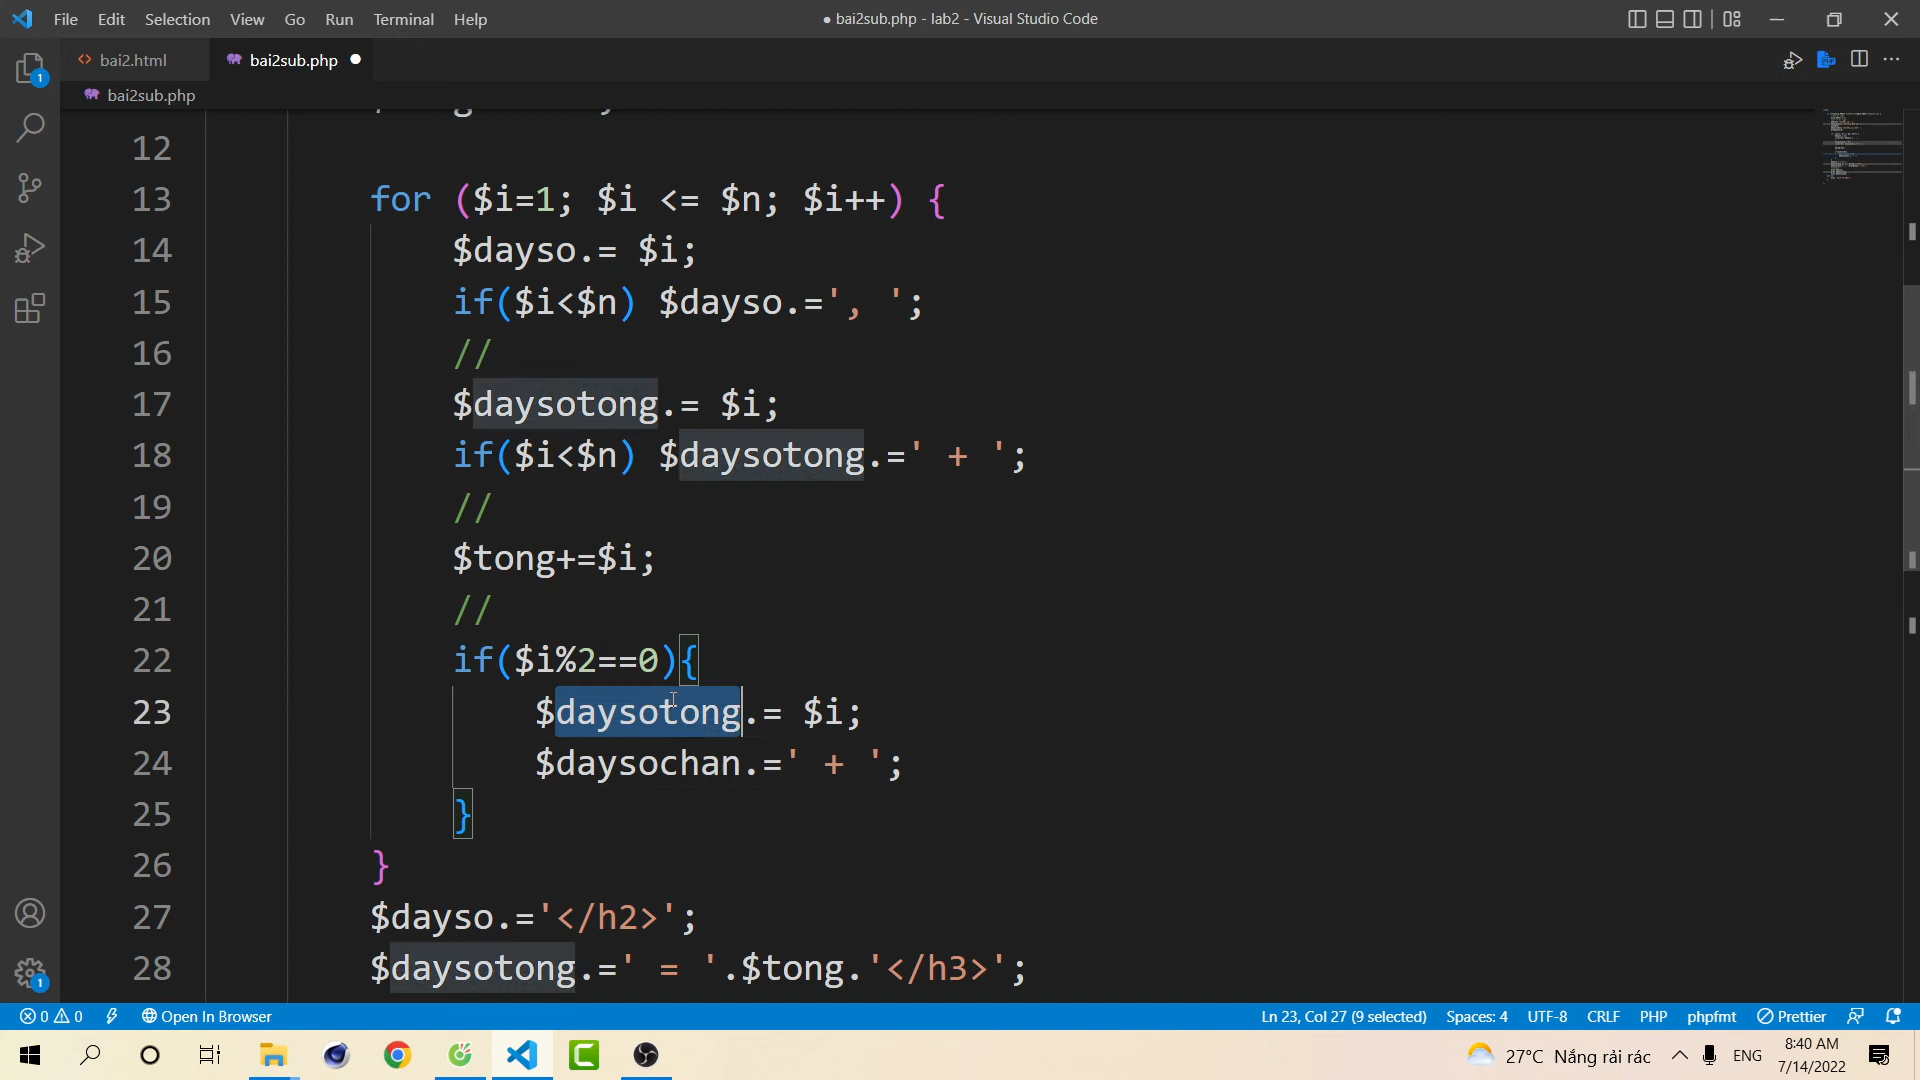 File Edit Selection View Go Run Terminal Help
● bai2sub.php - lab2 - Visual Studio Code
bai2.html
bai2sub.php
bai2sub.php
12
13 for ($i=1; $i <= $n; $i++) {
14 $dayso.= $i;
15 if($i<$n) $dayso.=', ';
16 //
17 $daysotong.= $i;
18 if($i<$n) $daysotong.=' + ';
19 //
20 $tong+=$i;
21 //
22 if($i%2==0){
23 $daysotong.= $i;
24 $daysochan.=' + ';
25 }
26 }
27 $dayso.='</h2>';
28 $daysotong.=' = '.$tong.'</h3>';
1
1
0 0 Open In Browser
Ln 23, Col 27 (9 selected) Spaces: 4 UTF-8 CRLF PHP phpfmt Prettier
27°C Nắng rải rác ENG
8:40 AM
7/14/2022